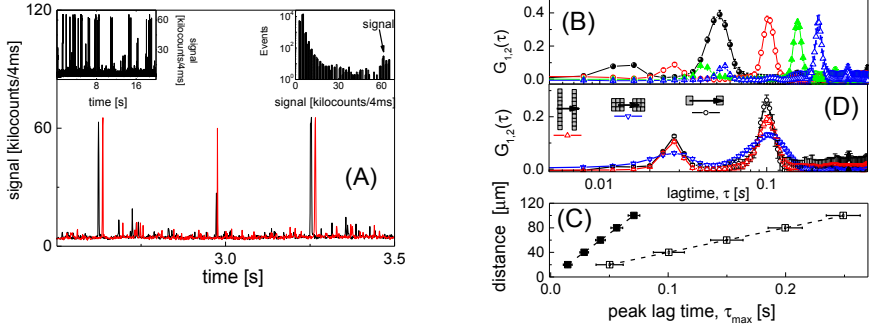 120
60
0
signal [kilocounts/4ms]
3.0
3.5
time [s]
(A)
8
16
time [s]
60
30
0
signal
[kilocounts/4ms]
10⁴
10²
10⁰
Events
0
30
60
signal [kilocounts/4ms]
signal
(B)
0.4
0.2
0.0
G1,2(τ)
(D)
0.2
0.0
G1,2(τ)
0.01
0.1
lagtime, τ [s]
(C)
120
80
40
0
distance [µm]
0.0
0.1
0.2
peak lag time, τmax [s]